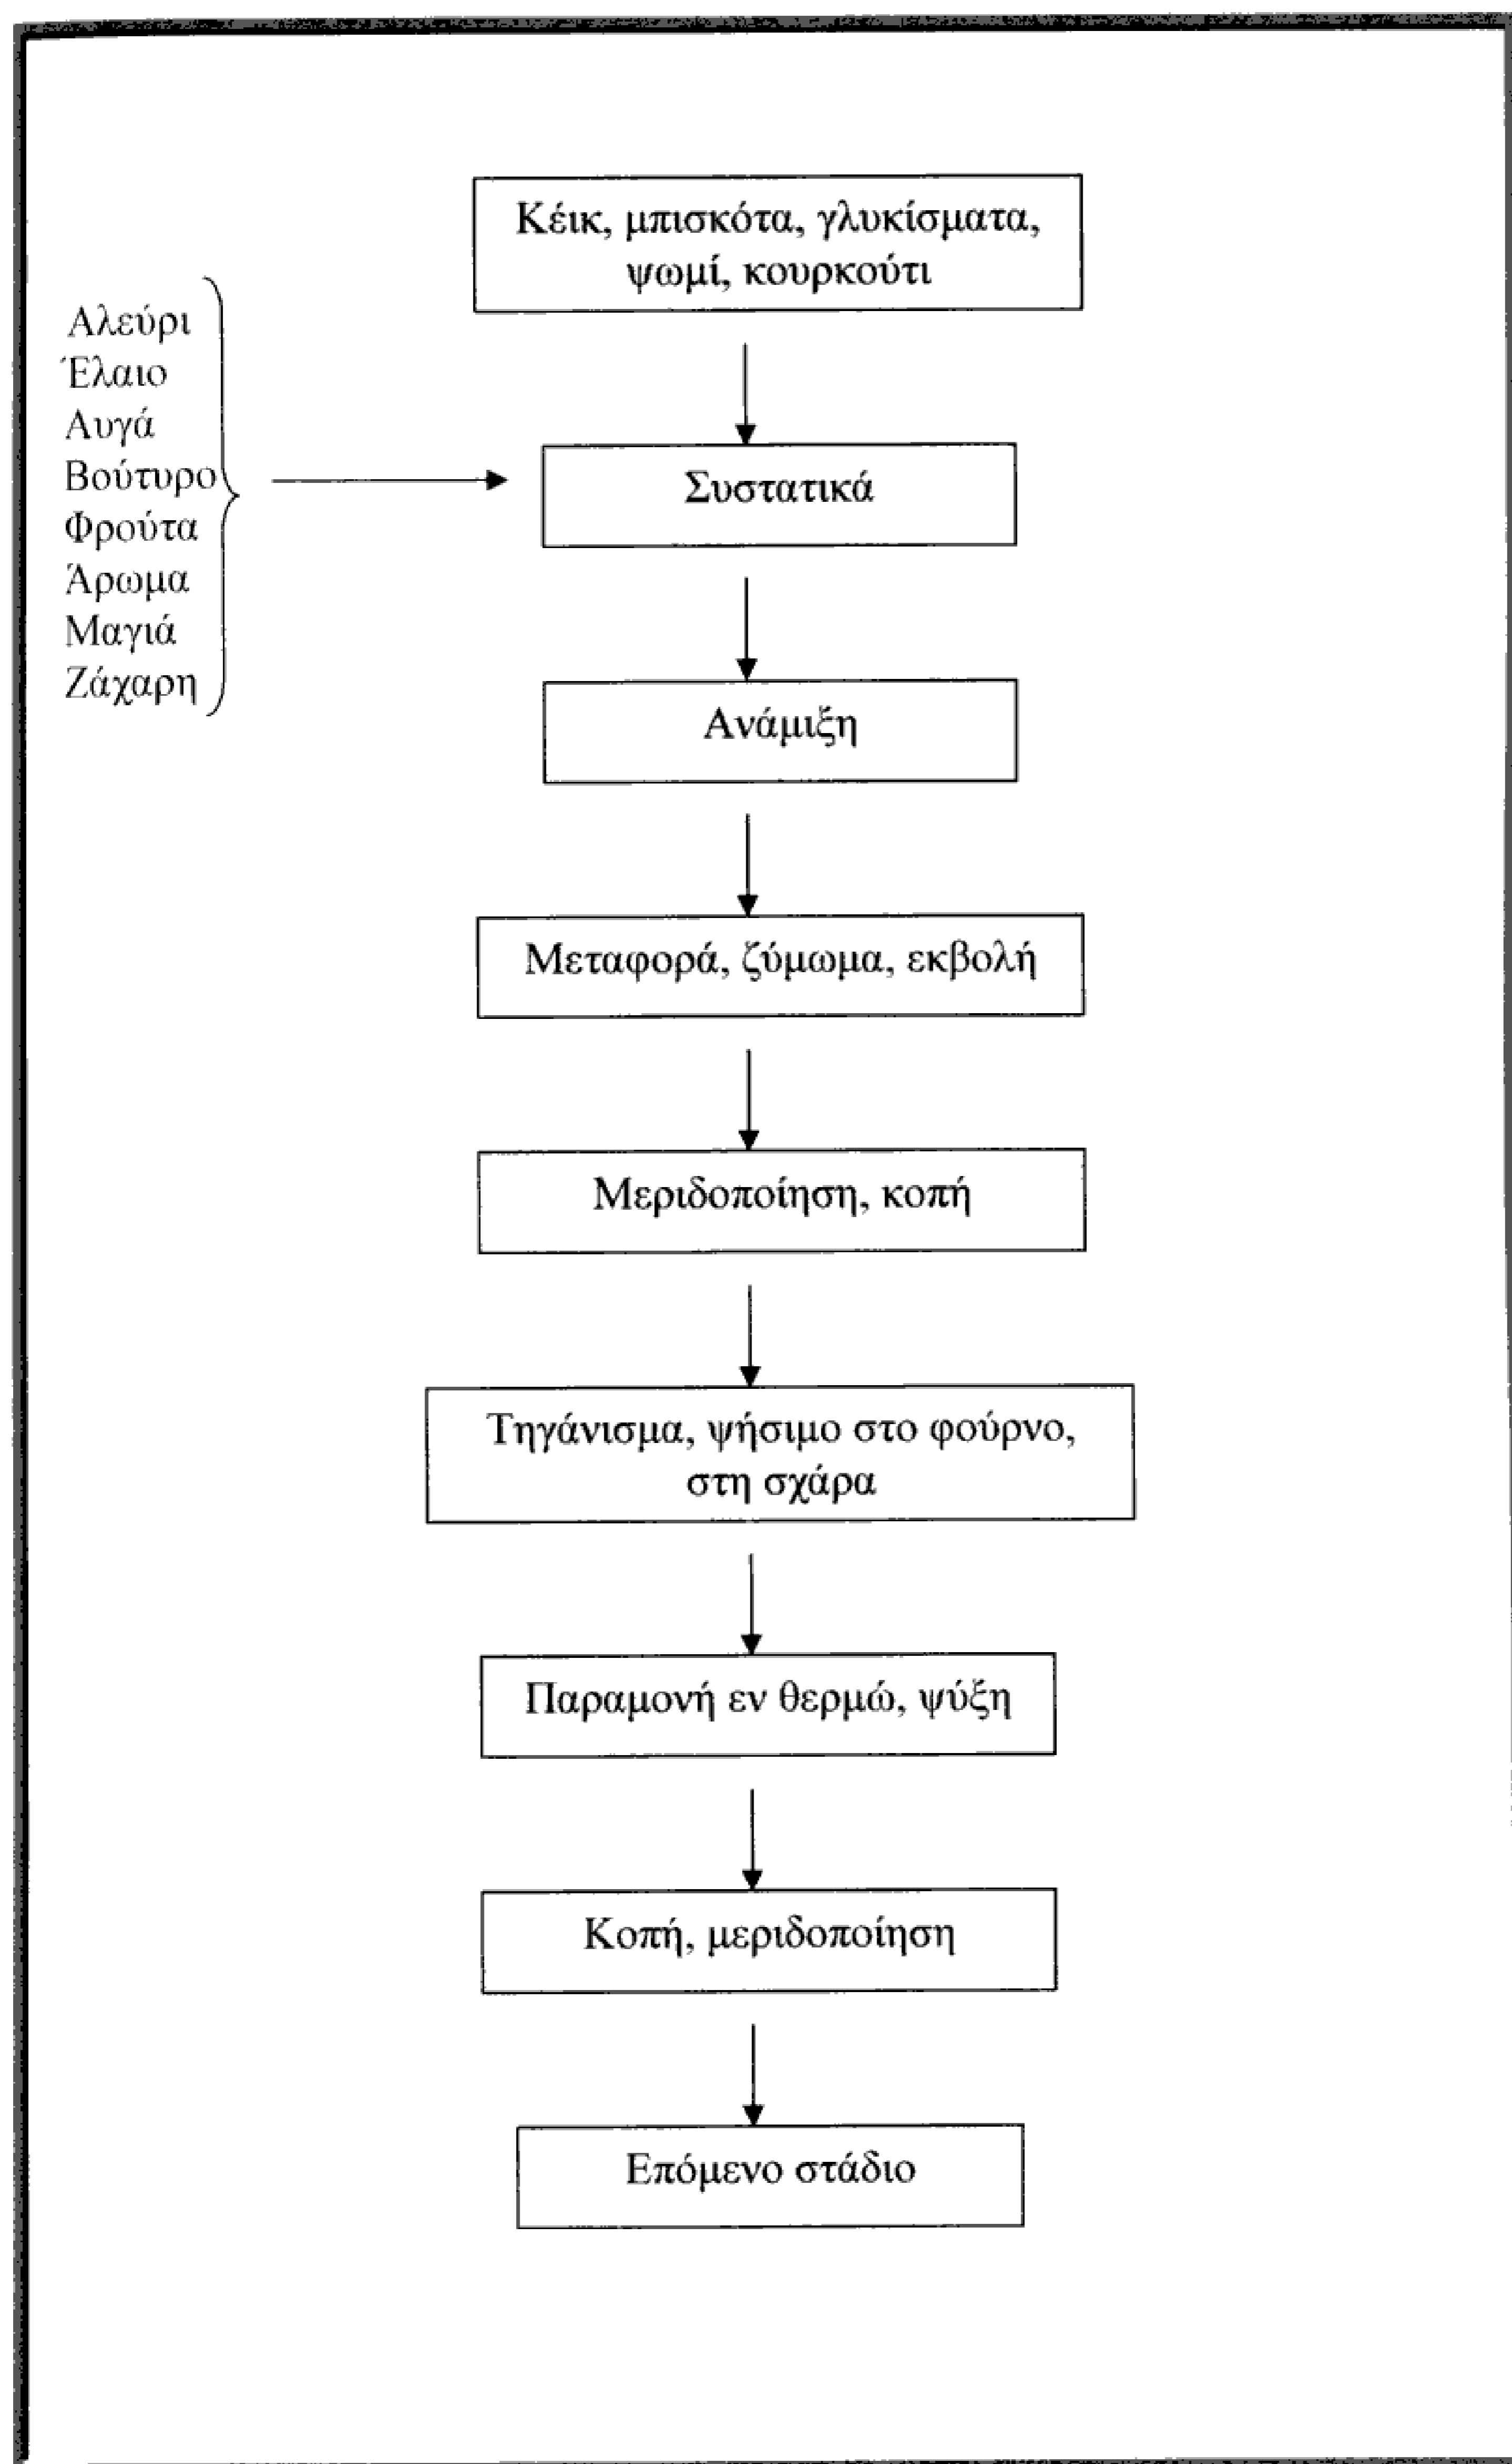 Κέικ, μπισκότα, γλυκίσματα,
ψωμί, κουρκούτι
Αλεύρι
Έλαιο
Αυγά
Βούτυρο
Φρούτα
Άρωμα
Μαγιά
Ζάχαρη
Συστατικά
Ανάμιξη
Μεταφορά, ζύμωμα, εκβολή
Μεριδοποίηση, κοπή
Τηγάνισμα, ψήσιμο στο φούρνο,
στη σχάρα
Παραμονή εν θερμώ, ψύξη
Κοπή, μεριδοποίηση
Επόμενο στάδιο